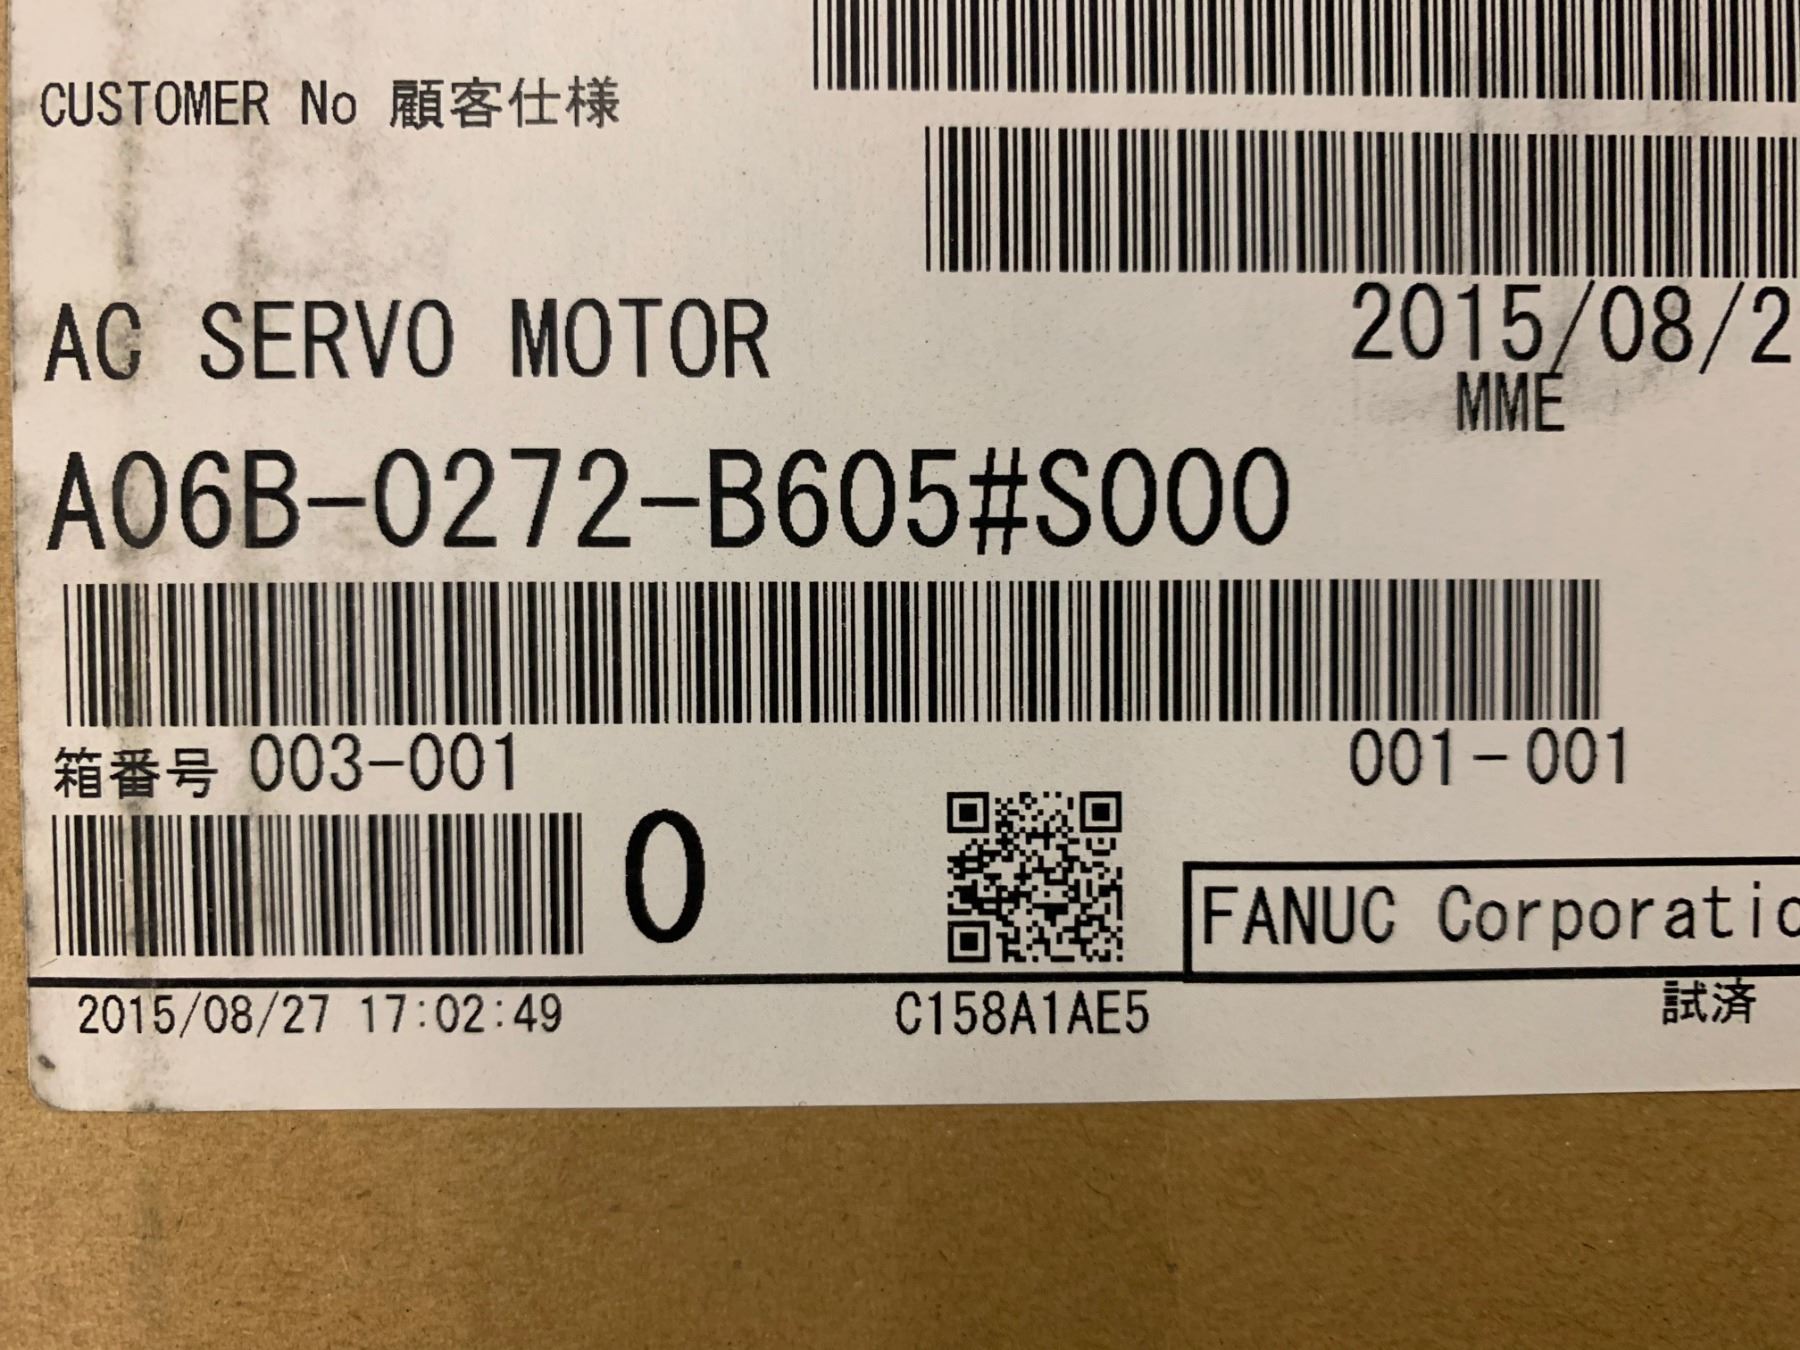 CUSTOMER No 顧客仕様
AC SERVO MOTOR
2015/08/2
MME
A06B-0272-B605#S000
箱番号 003-001
001-001
0
FANUC Corporatio
2015/08/27 17:02:49
C158A1AE5
試済